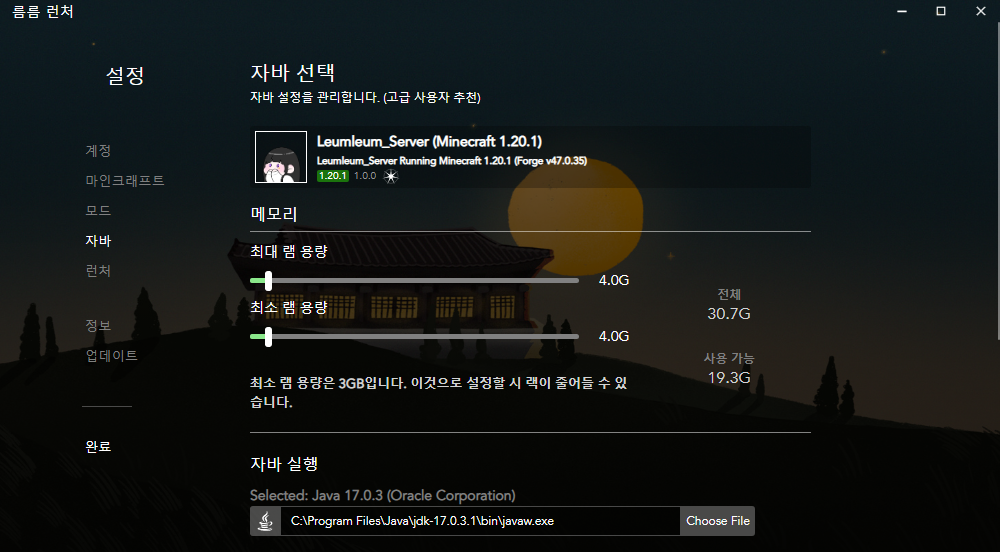 름름 런처
설정
계정
마인크래프트
모드
자바
런처
정보
업데이트
완료
자바 선택
자바 설정을 관리합니다. (고급 사용자 추천)
Leumleum_Server (Minecraft 1.20.1)
Leumleum_Server Running Minecraft 1.20.1 (Forge v47.0.35)
1.20.1 1.0.0
메모리
최대 램 용량
4.0G
최소 램 용량
4.0G
전체
30.7G
사용 가능
19.3G
최소 램 용량은 3GB입니다. 이것으로 설정할 시 랙이 줄어들 수 있
습니다.
자바 실행
Selected: Java 17.0.3 (Oracle Corporation)
C:\Program Files\Java\jdk-17.0.3.1\bin\javaw.exe
Choose File